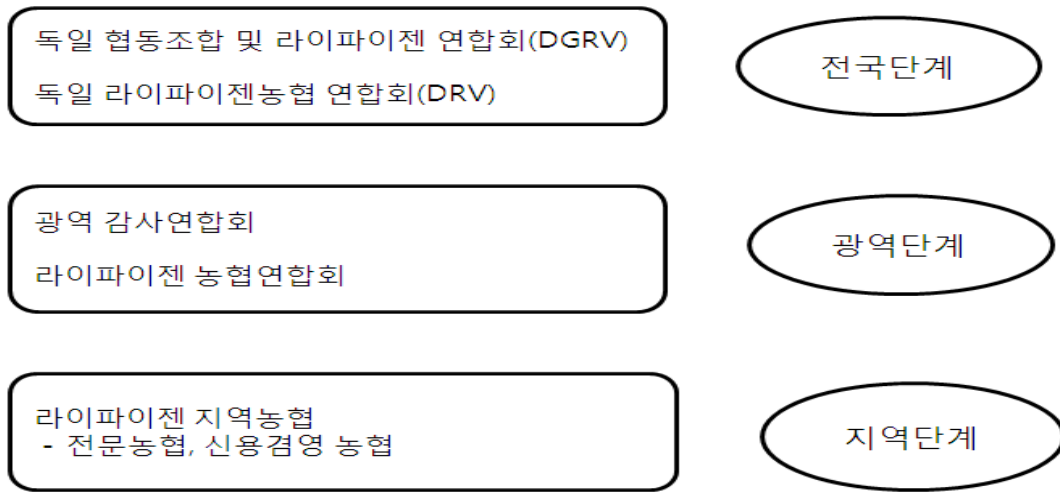 독일 협동조합 및 라이파이젠 연합회(DGRV)
독일 라이파이젠농협 연합회(DRV)
전국단계
광역 감사연합회
라이파이젠 농협연합회
광역단계
라이파이젠 지역농협
- 전문농협, 신용겸영 농협
지역단계